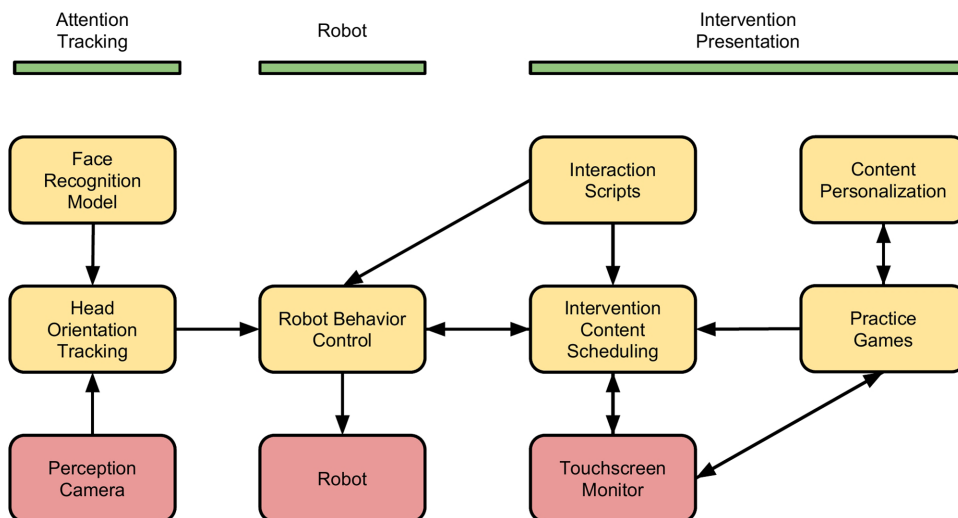 Attention
Tracking
Robot
Intervention
Presentation
Face
Recognition
Model
Interaction
Scripts
Content
Personalization
Head
Orientation
Tracking
Robot Behavior
Control
Intervention
Content
Scheduling
Practice
Games
Perception
Camera
Robot
Touchscreen
Monitor